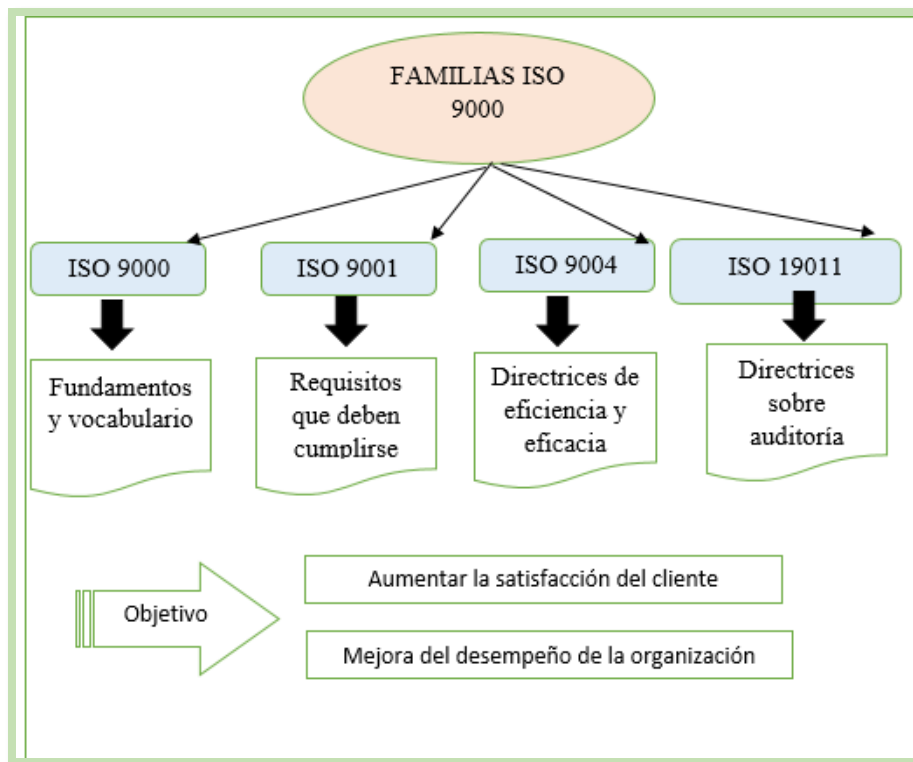 FAMILIAS ISO
9000
ISO 9000
ISO 9001
ISO 9004
ISO 19011
Fundamentos
y vocabulario
Requisitos
que deben
cumplirse
Directrices de
eficiencia y
eficacia
Directrices
sobre
auditoría
Objetivo
Aumentar la satisfacción del cliente
Mejora del desempeño de la organización